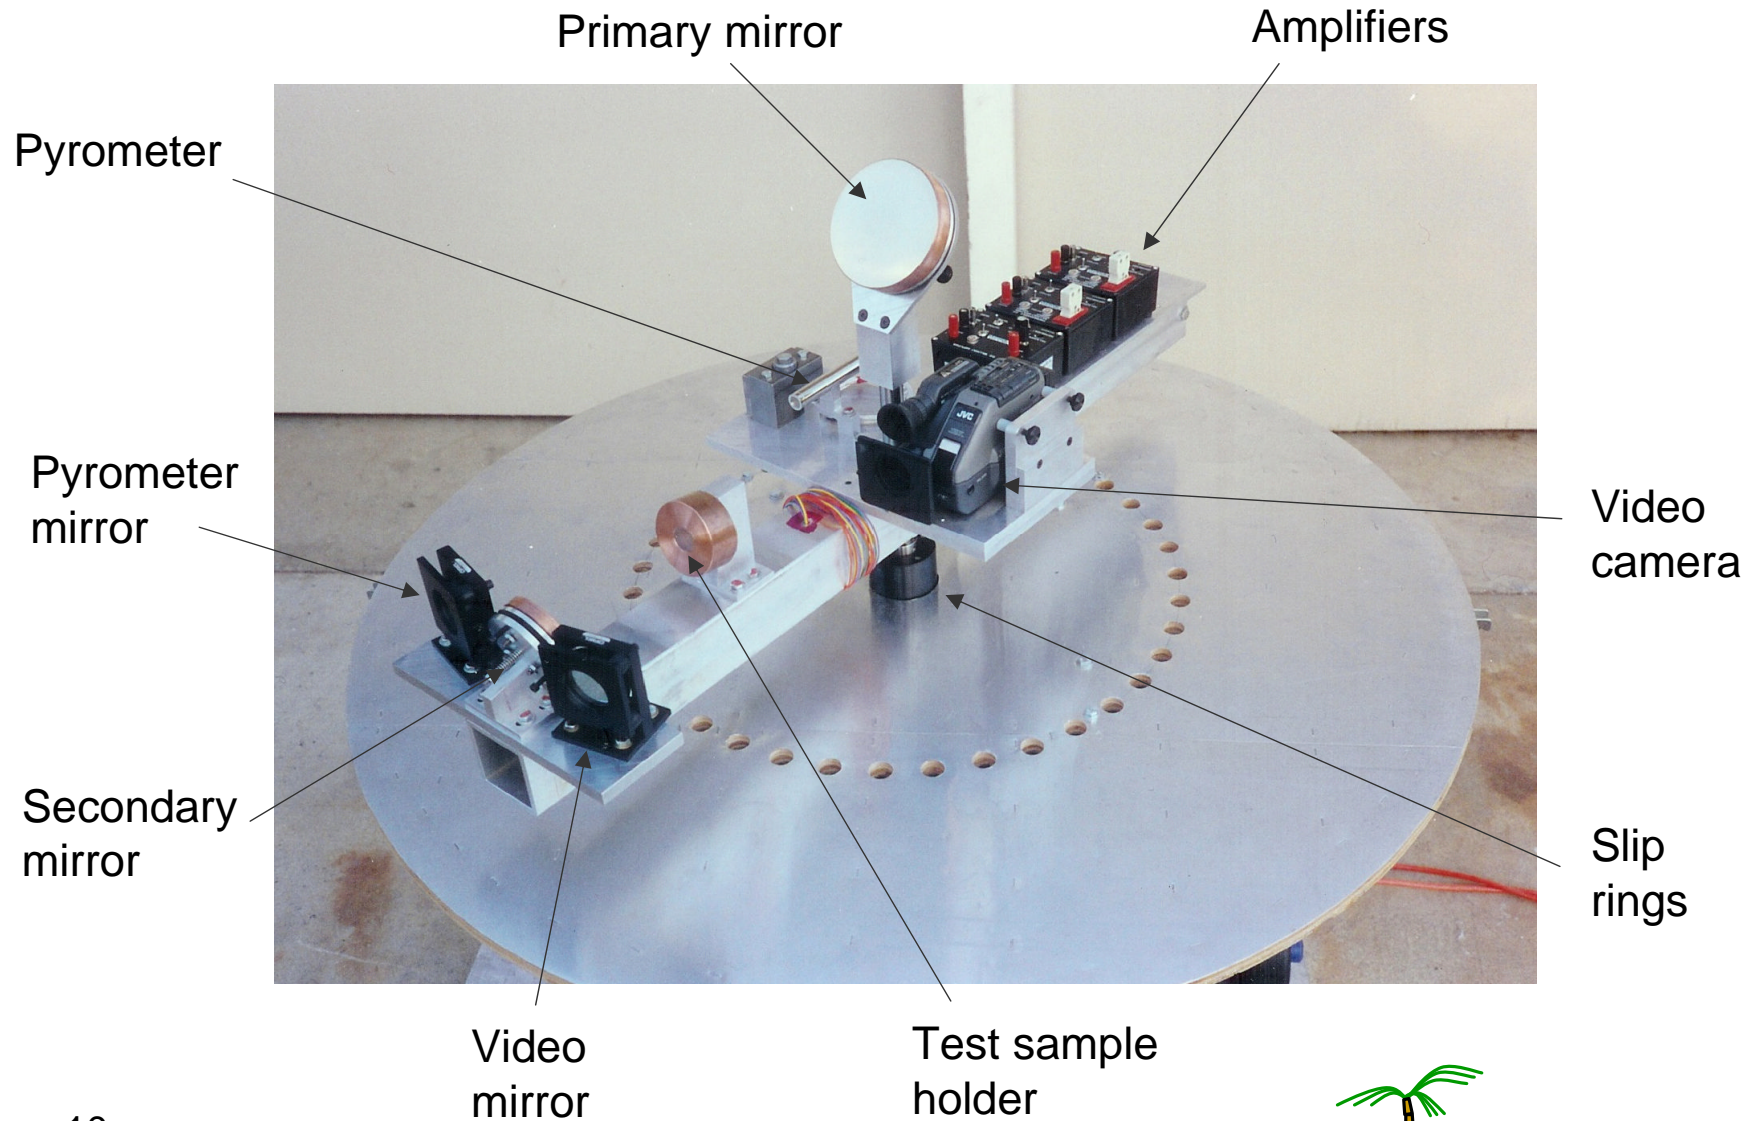 Primary mirror
Amplifiers
Pyrometer
Pyrometer
mirror
Video
camera
Secondary
mirror
Slip
rings
Video
mirror
Test sample
holder
JVC